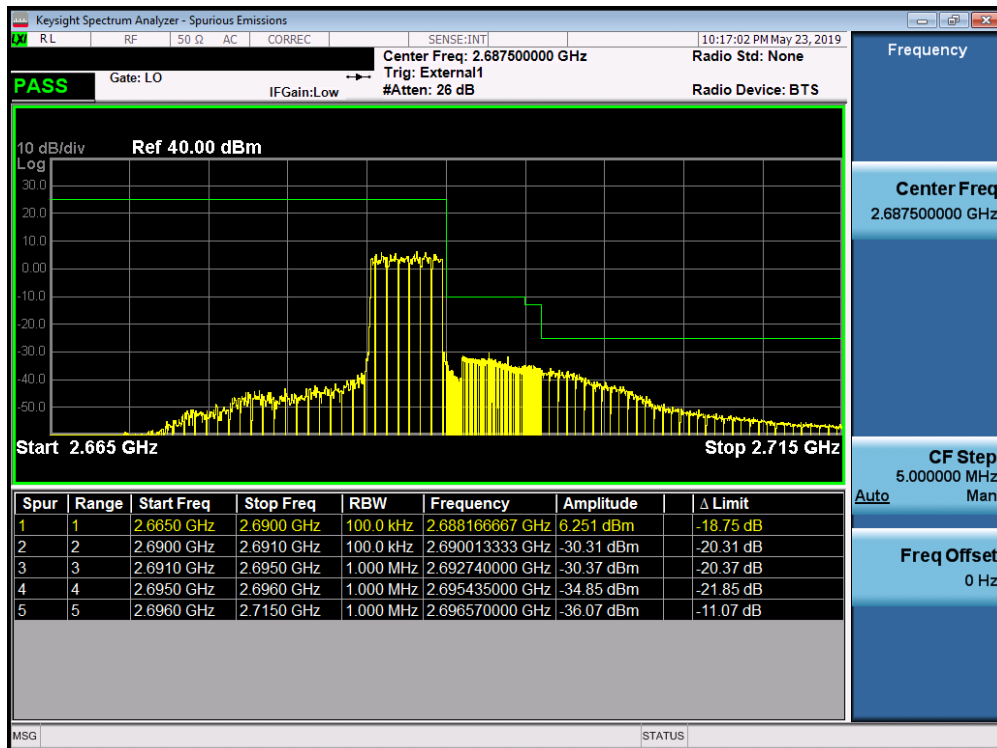 Keysight Spectrum Analyzer - Spurious Emissions
LXI RL RF 50 Ω AC CORREC SENSE:INT 10:17:02 PM May 23, 2019
Center Freq: 2.687500000 GHz Radio Std: None
Gate: LO Trig: External1
PASS IFGain:Low #Atten: 26 dB Radio Device: BTS
10 dB/div Ref 40.00 dBm
Log
30.0
20.0
10.0
0.00
-10.0
-20.0
-30.0
-40.0
-50.0
Start 2.665 GHz Stop 2.715 GHz
Spur Range Start Freq Stop Freq RBW Frequency Amplitude Δ Limit
1 1 2.6650 GHz 2.6900 GHz 100.0 kHz 2.688166667 GHz 6.251 dBm -18.75 dB
2 2 2.6900 GHz 2.6910 GHz 100.0 kHz 2.690013333 GHz -30.31 dBm -20.31 dB
3 3 2.6910 GHz 2.6950 GHz 1.000 MHz 2.692740000 GHz -30.37 dBm -20.37 dB
4 4 2.6950 GHz 2.6960 GHz 1.000 MHz 2.695435000 GHz -34.85 dBm -21.85 dB
5 5 2.6960 GHz 2.7150 GHz 1.000 MHz 2.696570000 GHz -36.07 dBm -11.07 dB
MSG STATUS
Frequency
Center Freq
2.687500000 GHz
CF Step
5.000000 MHz
Auto Man
Freq Offset
0 Hz